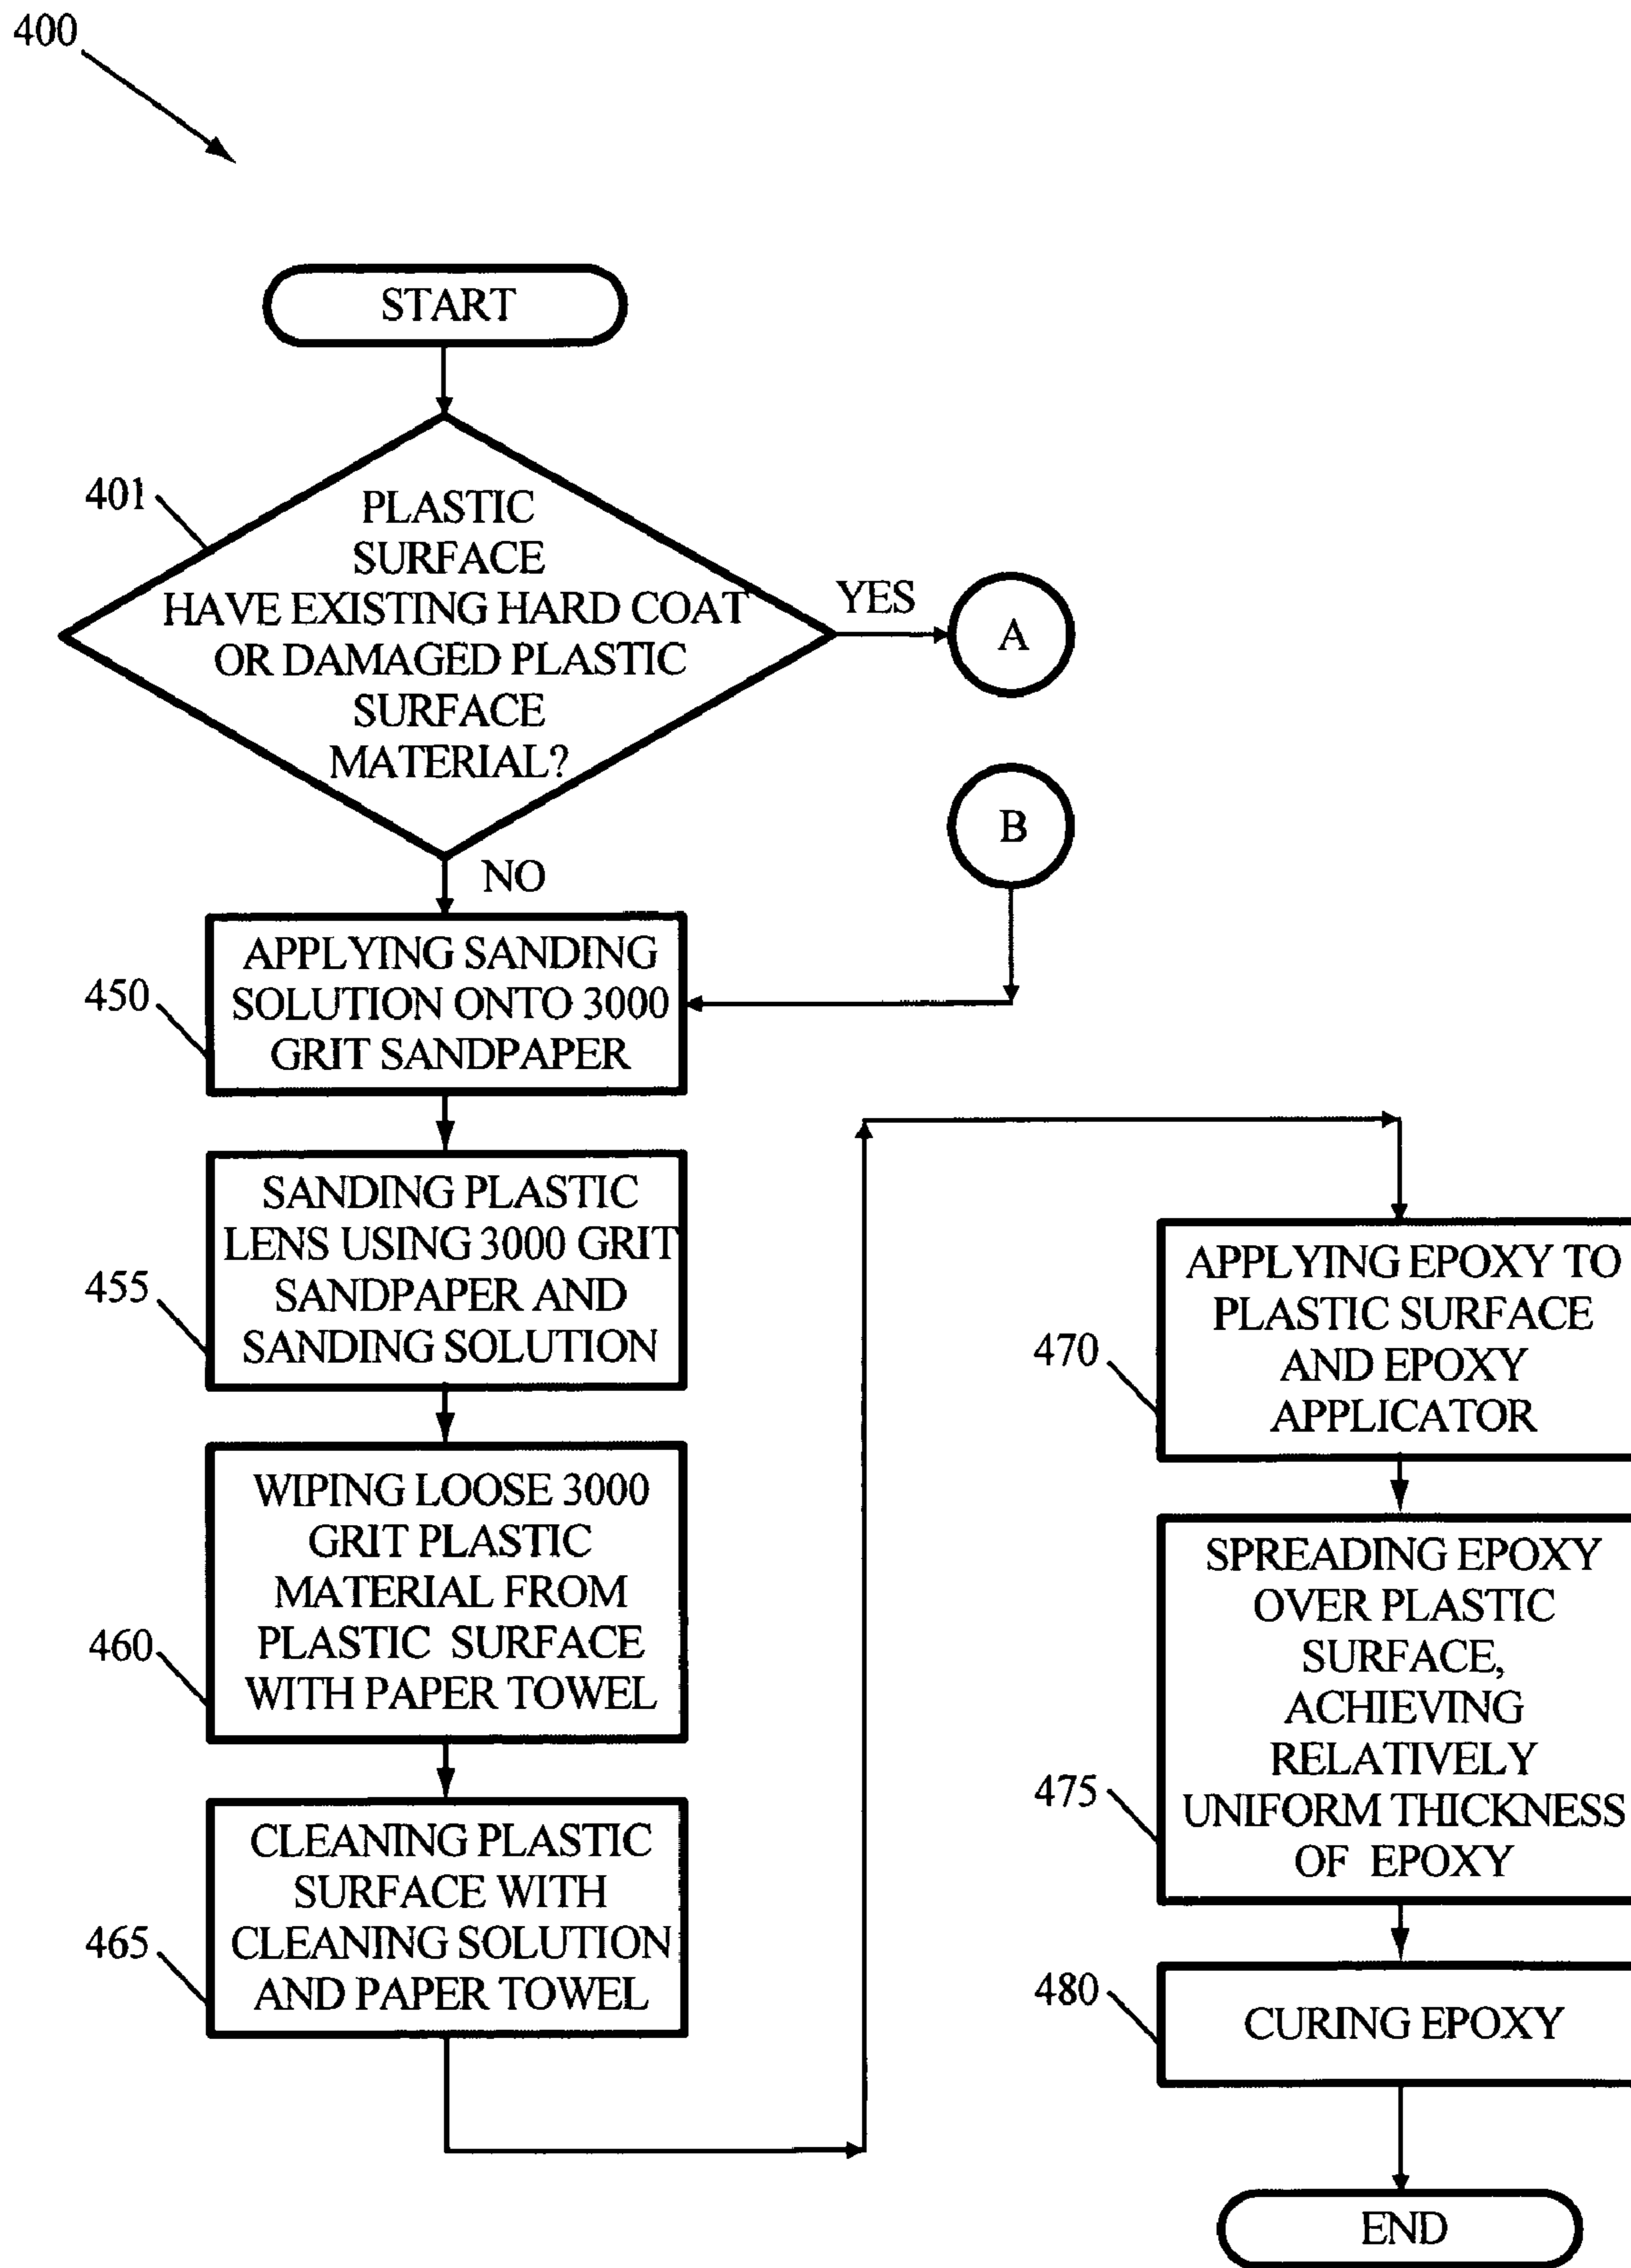 400
START
401
PLASTIC
SURFACE
HAVE EXISTING HARD COAT
OR DAMAGED PLASTIC
SURFACE
MATERIAL?
YES
A
B
NO
450
APPLYING SANDING
SOLUTION ONTO 3000
GRIT SANDPAPER
455
SANDING PLASTIC
LENS USING 3000 GRIT
SANDPAPER AND
SANDING SOLUTION
460
WIPING LOOSE 3000
GRIT PLASTIC
MATERIAL FROM
PLASTIC SURFACE
WITH PAPER TOWEL
465
CLEANING PLASTIC
SURFACE WITH
CLEANING SOLUTION
AND PAPER TOWEL
470
APPLYING EPOXY TO
PLASTIC SURFACE
AND EPOXY
APPLICATOR
475
SPREADING EPOXY
OVER PLASTIC
SURFACE,
ACHIEVING
RELATIVELY
UNIFORM THICKNESS
OF EPOXY
480
CURING EPOXY
END